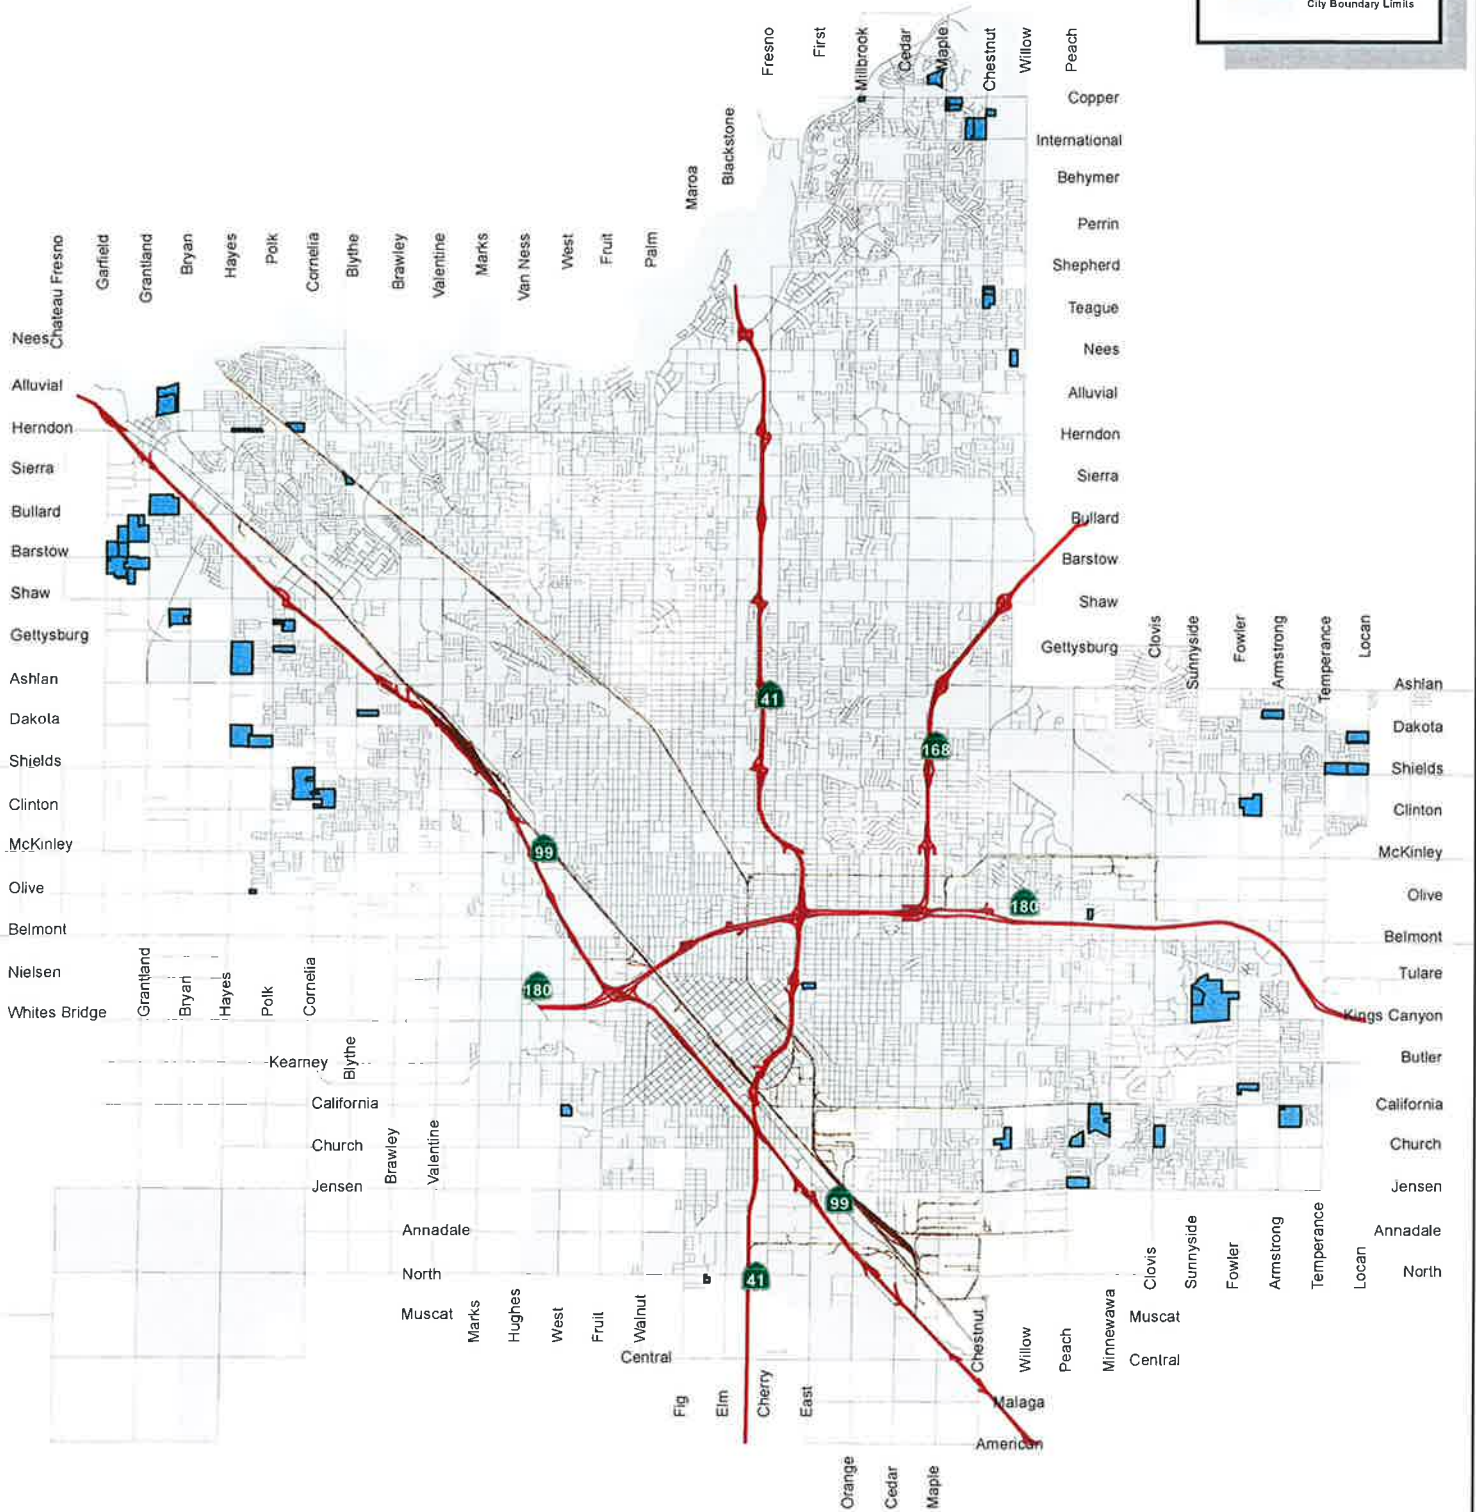 City Boundary Limits
Fresno
First
Millbrook
Cedar
Maple
Chestnut
Willow
Peach
Maroa
Blackstone
Copper
International
Behymer
Perrin
Shepherd
Teague
Nees
Alluvial
Herndon
Sierra
Bullard
Barstow
Shaw
Gettysburg
Chateau Fresno
Garfield
Grantland
Bryan
Hayes
Polk
Cornelia
Blythe
Brawley
Valentine
Marks
Van Ness
West
Fruit
Palm
Nees
Alluvial
Herndon
Sierra
Bullard
Barstow
Shaw
Gettysburg
Ashlan
Dakota
Shields
Clinton
McKinley
Olive
Belmont
Nielsen
Whites Bridge
Clovis
Sunnyside
Fowler
Armstrong
Temperance
Locan
Ashlan
Dakota
Shields
Clinton
McKinley
Olive
Belmont
Tulare
Kings Canyon
Butler
California
Church
Jensen
Annadale
North
41
168
99
180
180
99
41
Grantland
Bryan
Hayes
Polk
Cornelia
Kearney
Blythe
California
Church
Jensen
Brawley
Valentine
Annadale
North
Muscat
Marks
Hughes
West
Fruit
Walnut
Central
Fig
Elm
Cherry
East
Orange
Cedar
Maple
Chestnut
Willow
Peach
Minnewawa
Clovis
Sunnyside
Fowler
Armstrong
Temperance
Locan
Muscat
Central
Malaga
American